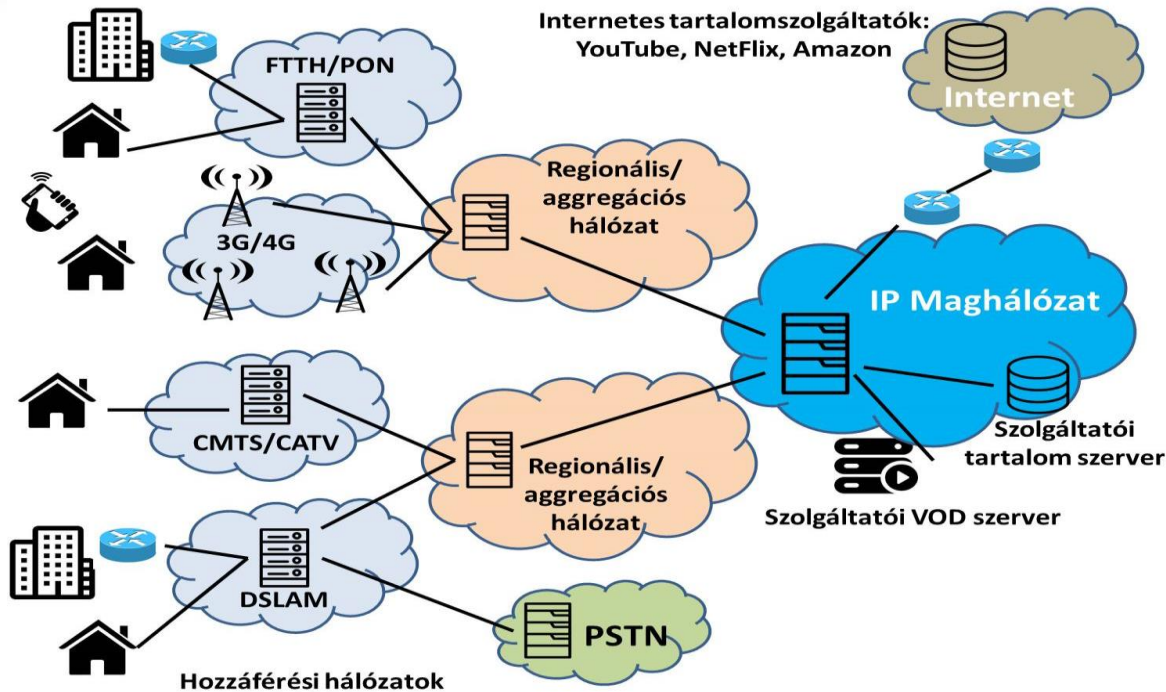 Internetes tartalomszolgáltatók:
YouTube, NetFlix, Amazon
Internet
FTTH/PON
3G/4G
Regionális/
aggregációs
hálózat
IP Maghálózat
CMTS/CATV
Regionális/
aggregációs
hálózat
Szolgáltatói
tartalom szerver
Szolgáltatói VOD szerver
DSLAM
PSTN
Hozzáférési hálózatok